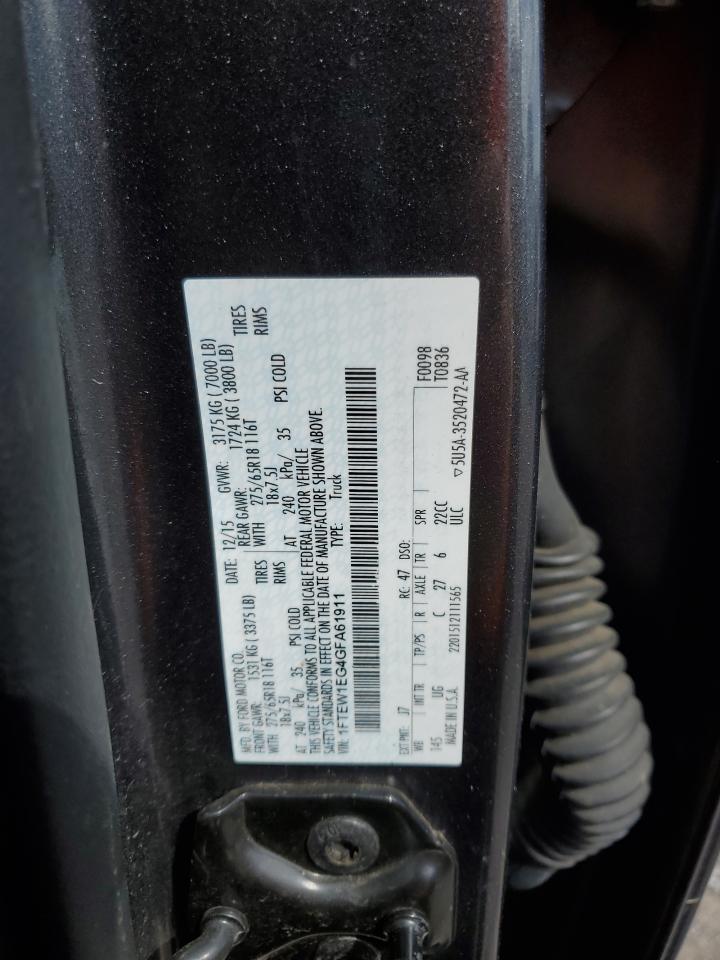 MFD. BY FORD MOTOR CO. DATE: 12/15 GVWR: 3175 KG ( 7000 LB)
FRONT GAWR: 1531 KG ( 3375 LB) REAR GAWR: 1724 KG ( 3800 LB)
WITH 275/65R18 116T TIRES WITH 275/65R18 116T TIRES
18x7.5J RIMS 18x7.5J RIMS
AT 240 kPa/ 35 PSI COLD AT 240 kPa/ 35 PSI COLD
THIS VEHICLE CONFORMS TO ALL APPLICABLE FEDERAL MOTOR VEHICLE
SAFETY STANDARDS IN EFFECT ON THE DATE OF MANUFACTURE SHOWN ABOVE.
VIN: 1FTEW1EG4GFA61911 TYPE: Truck
EXT PNT: J7 RC: 47 DSO: F0098
WB INT TR TP/PS R AXLE TR SPR T0836
145 UG C 27 6 22CC
MADE IN U.S.A. 2201512111565 ULC ▽5U5A-3520472-AA